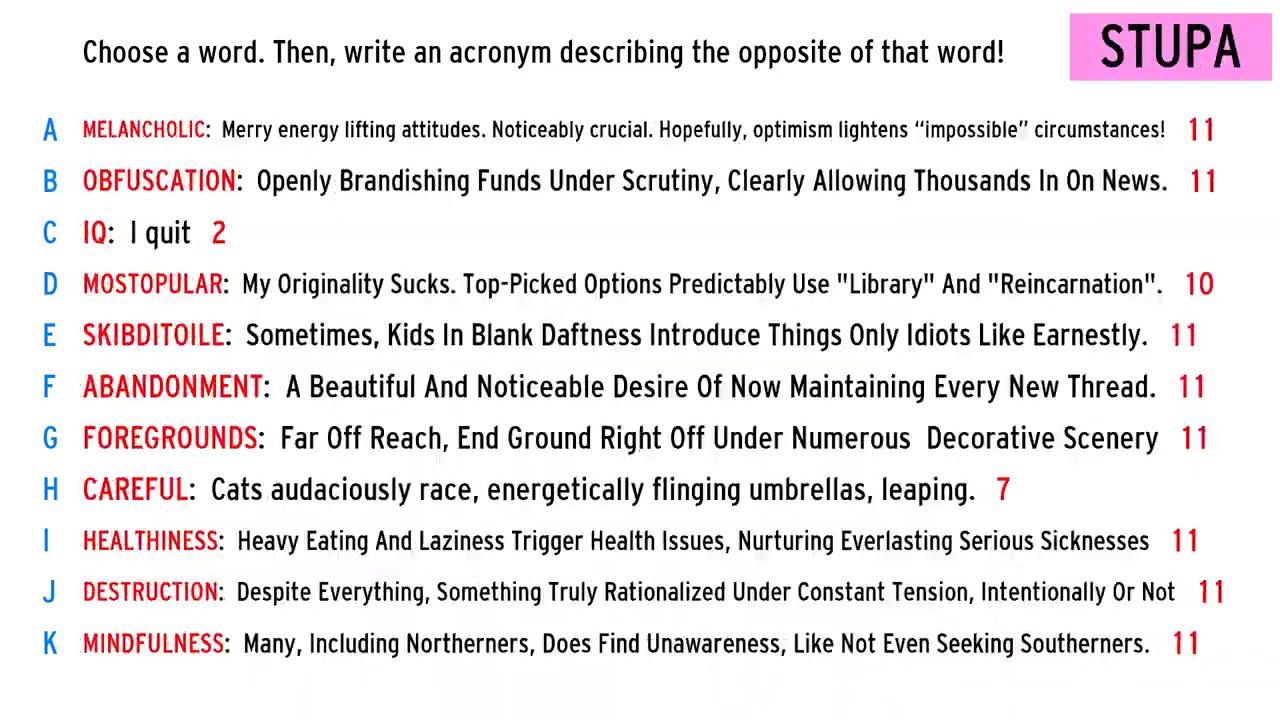 Choose a word. Then, write an acronym describing the opposite of that word!
STUPA
A MELANCHOLIC: Merry energy lifting attitudes. Noticeably crucial. Hopefully, optimism lightens “impossible” circumstances! 11
B OBFUSCATION: Openly Brandishing Funds Under Scrutiny, Clearly Allowing Thousands In On News. 11
C IQ: I quit 2
D MOSTOPULAR: My Originality Sucks. Top-Picked Options Predictably Use "Library" And "Reincarnation". 10
E SKIBDITOILE: Sometimes, Kids In Blank Daftness Introduce Things Only Idiots Like Earnestly. 11
F ABANDONMENT: A Beautiful And Noticeable Desire Of Now Maintaining Every New Thread. 11
G FOREGROUNDS: Far Off Reach, End Ground Right Off Under Numerous Decorative Scenery 11
H CAREFUL: Cats audaciously race, energetically flinging umbrellas, leaping. 7
I HEALTHINESS: Heavy Eating And Laziness Trigger Health Issues, Nurturing Everlasting Serious Sicknesses 11
J DESTRUCTION: Despite Everything, Something Truly Rationalized Under Constant Tension, Intentionally Or Not 11
K MINDFULNESS: Many, Including Northerners, Does Find Unawareness, Like Not Even Seeking Southerners. 11